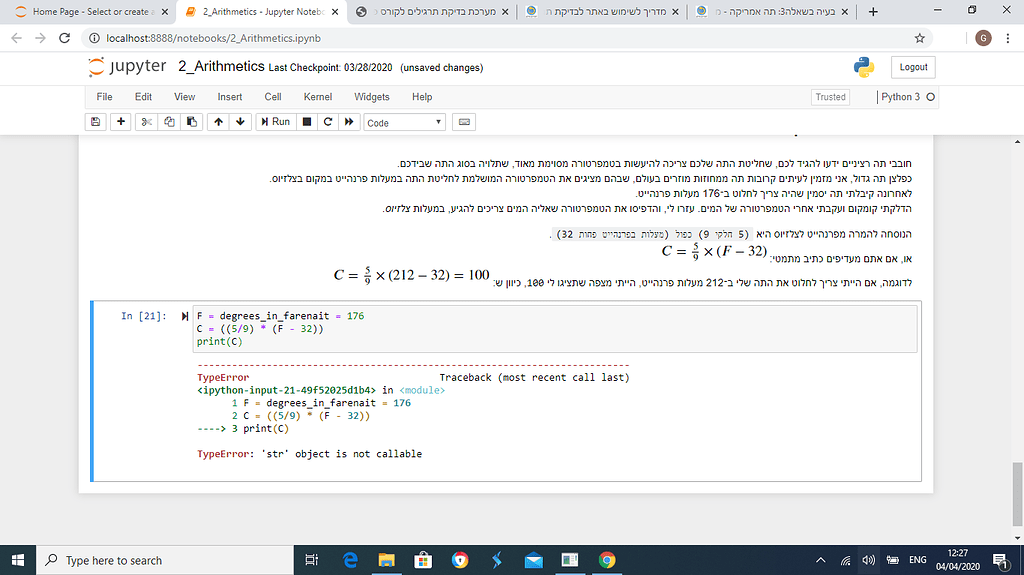 Home Page - Select or create a
2_Arithmetics - Jupyter Notebo
מערכת בדיקת תרגילים לקורס
מדריך לשימוש באתר לבדיקת ת
בעיה בשאלה3: תה אמריקה - מ
localhost:8888/notebooks/2_Arithmetics.ipynb
G
jupyter 2_Arithmetics Last Checkpoint: 03/28/2020 (unsaved changes)
Logout
File Edit View Insert Cell Kernel Widgets Help
Trusted
Python 3
Run
Code
חובבי תה רציניים ידעו להגיד לכם, שחליטת התה שלכם צריכה להיעשות בטמפרטורה מסוימת מאוד, שתלויה בסוג התה שבידכם.
כפלצן תה גדול, אני מזמין לעיתים קרובות תה ממחוזות מוזרים בעולם, שבהם מציגים את הטמפרטורה המושלמת לחליטת התה במעלות פרנהייט במקום בצלזיוס.
לאחרונה קיבלתי תה יסמין שהיה צריך לחלוט ב־176 מעלות פרנהייט.
הדלקתי קומקום ועקבתי אחרי הטמפרטורה של המים. עזרו לי, והדפיסו את הטמפרטורה שאליה המים צריכים להגיע, במעלות צלזיוס.
הנוסחה להמרה מפרנהייט לצלזיוס היא (5 חלקי 9) כפול (מעלות בפרנהייט פחות 32).
או, אם אתם מעדיפים כתיב מתמטי: C = 5/9 × (F − 32)
לדוגמה, אם הייתי צריך לחלוט את התה שלי ב־212 מעלות פרנהייט, הייתי מצפה שתציגו לי 100, כיוון ש: C = 5/9 × (212 − 32) = 100
In [21]: F = degrees_in_farenait = 176
C = ((5/9) * (F - 32))
print(C)
---------------------------------------------------------------------------
TypeError Traceback (most recent call last)
<ipython-input-21-49f52025d1b4> in <module>
1 F = degrees_in_farenait = 176
2 C = ((5/9) * (F - 32))
----> 3 print(C)
TypeError: 'str' object is not callable
Type here to search
ENG
12:27
04/04/2020
1